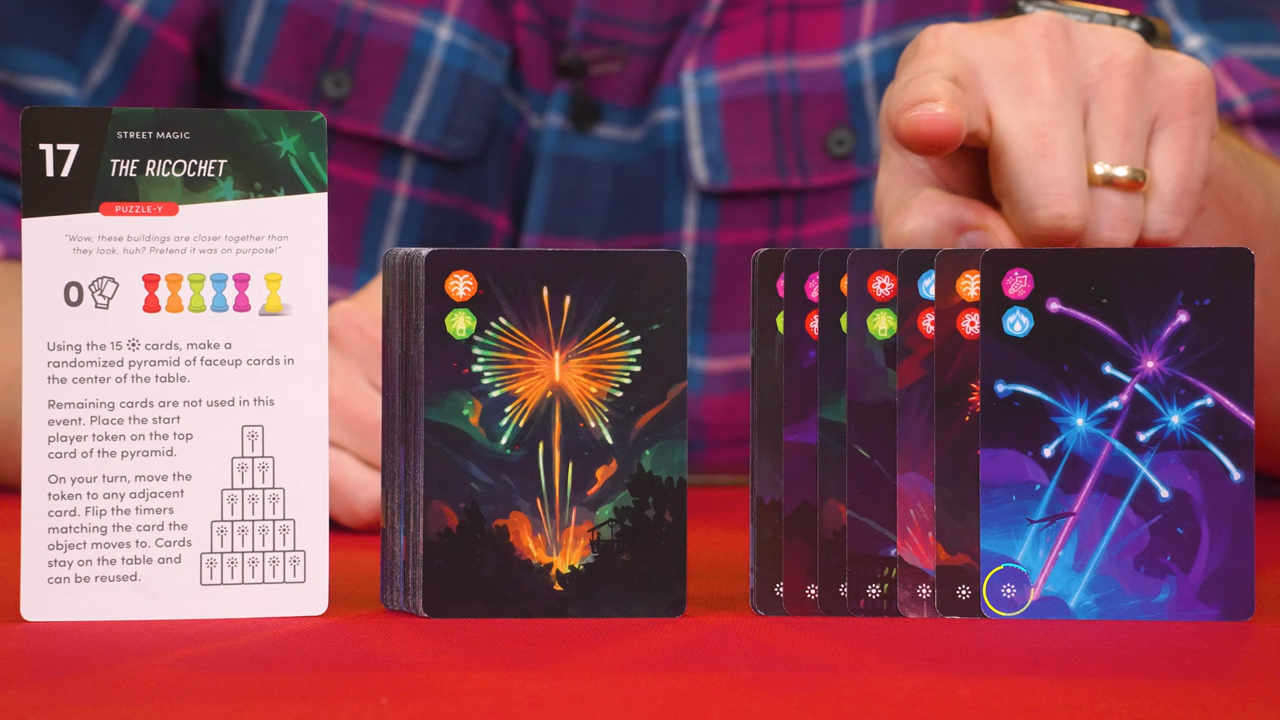 17
STREET MAGIC
THE RICOCHET
PUZZLE-Y
"Wow, these buildings are closer together than
they look, huh? Pretend it was on purpose!"
0
Using the 15 cards, make a
randomized pyramid of faceup cards in
the center of the table.
Remaining cards are not used in this
event. Place the start
player token on the top
card of the pyramid.
On your turn, move the
token to any adjacent
card. Flip the timers
matching the card the
object moves to. Cards
stay on the table and
can be reused.